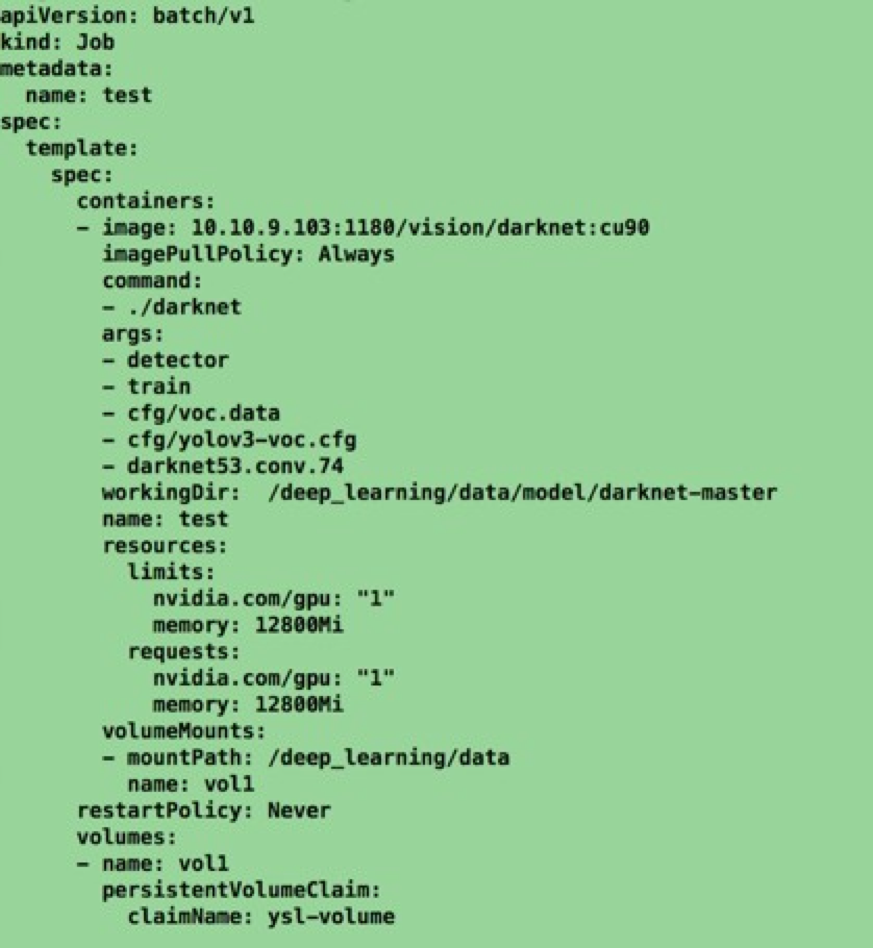 apiVersion: batch/v1
kind: Job
metadata:
  name: test
spec:
  template:
    spec:
      containers:
      - image: 10.10.9.103:1180/vision/darknet:cu90
        imagePullPolicy: Always
        command:
        - ./darknet
        args:
        - detector
        - train
        - cfg/voc.data
        - cfg/yolov3-voc.cfg
        - darknet53.conv.74
        workingDir:  /deep_learning/data/model/darknet-master
        name: test
        resources:
          limits:
            nvidia.com/gpu: "1"
            memory: 12800Mi
          requests:
            nvidia.com/gpu: "1"
            memory: 12800Mi
        volumeMounts:
        - mountPath: /deep_learning/data
          name: vol1
      restartPolicy: Never
      volumes:
      - name: vol1
        persistentVolumeClaim:
          claimName: ysl-volume